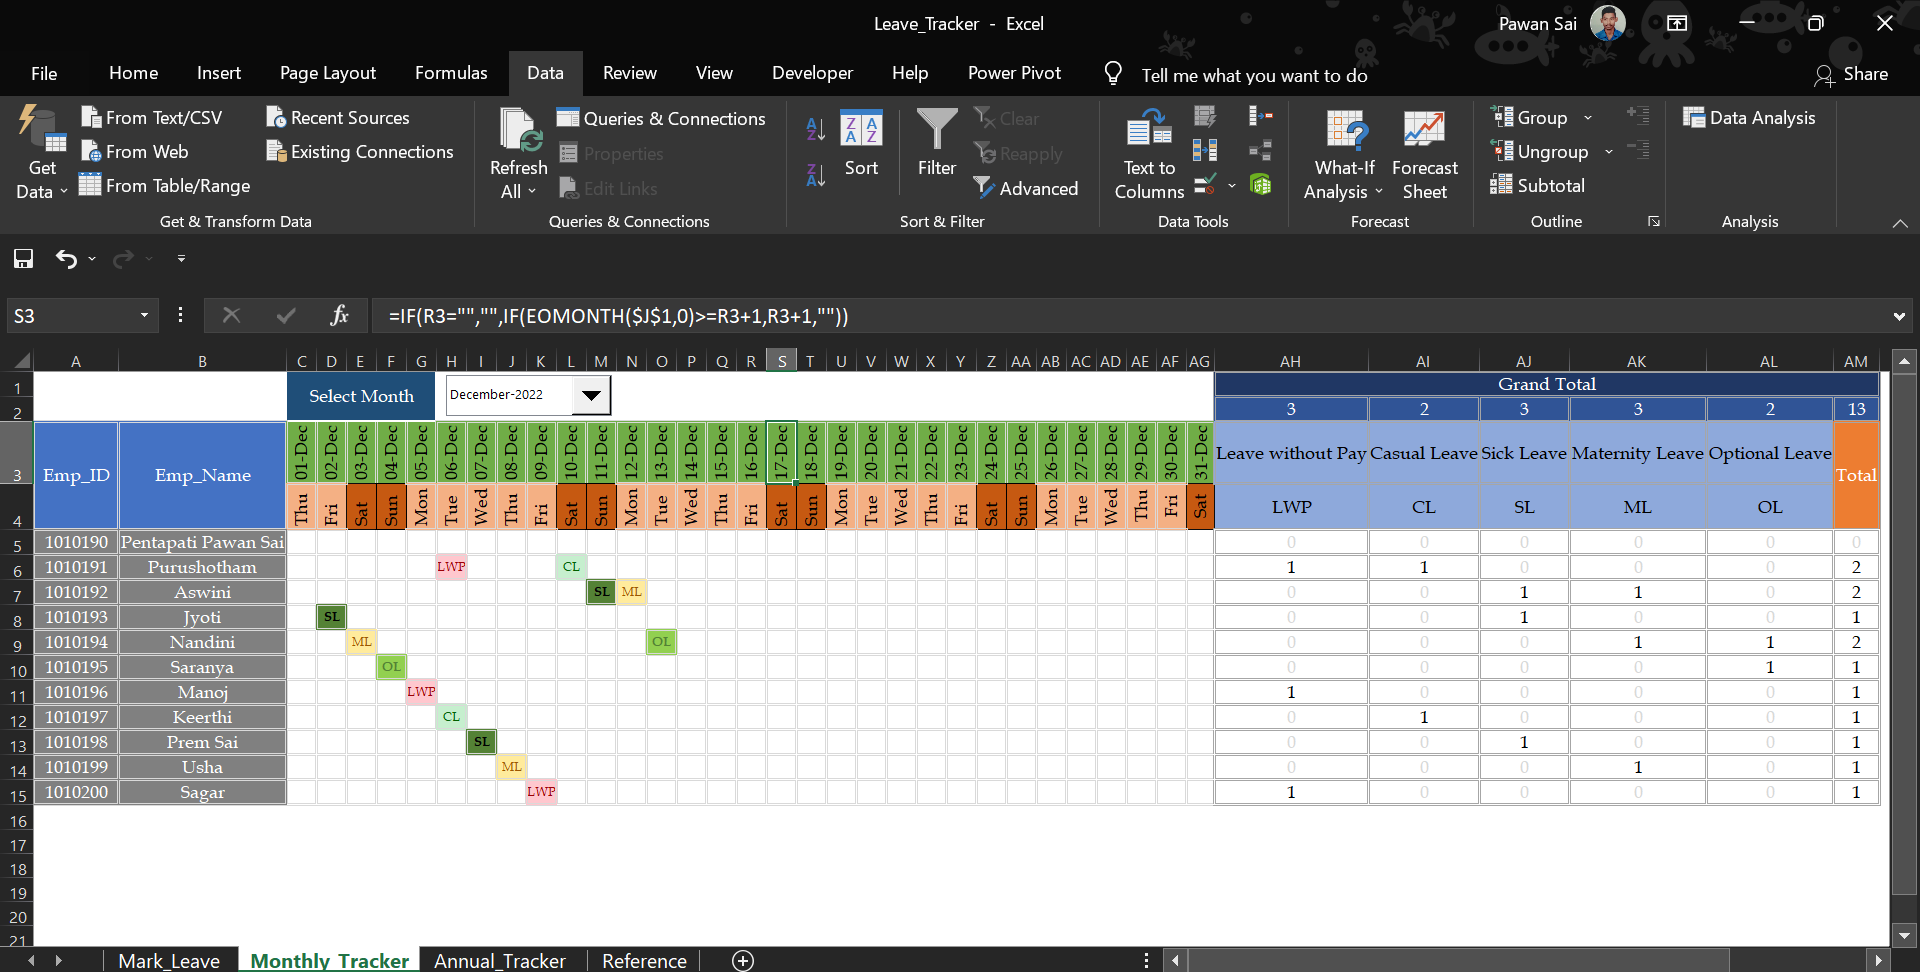 Leave_Tracker - Excel
Pawan Sai
File Home Insert Page Layout Formulas Data Review View Developer Help Power Pivot Tell me what you want to do Share
Get Data
From Text/CSV
From Web
From Table/Range
Recent Sources
Existing Connections
Get & Transform Data
Refresh All
Queries & Connections
Properties
Edit Links
Queries & Connections
Sort
Filter
Clear
Reapply
Advanced
Sort & Filter
Text to Columns
Data Tools
What-If Analysis
Forecast Sheet
Forecast
Group
Ungroup
Subtotal
Outline
Data Analysis
Analysis
S3
fx
=IF(R3="","",IF(EOMONTH($J$1,0)>=R3+1,R3+1,""))
A B C D E F G H I J K L M N O P Q R S T U V W X Y Z AA AB AC AD AE AF AG AH AI AJ AK AL AM
1 Select Month December-2022 Grand Total
2 3 2 3 3 2 13
3 Emp_ID Emp_Name 01-Dec 02-Dec 03-Dec 04-Dec 05-Dec 06-Dec 07-Dec 08-Dec 09-Dec 10-Dec 11-Dec 12-Dec 13-Dec 14-Dec 15-Dec 16-Dec 17-Dec 18-Dec 19-Dec 20-Dec 21-Dec 22-Dec 23-Dec 24-Dec 25-Dec 26-Dec 27-Dec 28-Dec 29-Dec 30-Dec 31-Dec Leave without Pay Casual Leave Sick Leave Maternity Leave Optional Leave Total
4 Thu Fri Sat Sun Mon Tue Wed Thu Fri Sat Sun Mon Tue Wed Thu Fri Sat Sun Mon Tue Wed Thu Fri Sat Sun Mon Tue Wed Thu Fri Sat LWP CL SL ML OL
5 1010190 Pentapati Pawan Sai 0 0 0 0 0 0
6 1010191 Purushotham LWP CL 1 1 0 0 0 2
7 1010192 Aswini SL ML 0 0 1 1 0 2
8 1010193 Jyoti SL 0 0 1 0 0 1
9 1010194 Nandini ML OL 0 0 0 1 1 2
10 1010195 Saranya OL 0 0 0 0 1 1
11 1010196 Manoj LWP 1 0 0 0 0 1
12 1010197 Keerthi CL 0 1 0 0 0 1
13 1010198 Prem Sai SL 0 0 1 0 0 1
14 1010199 Usha ML 0 0 0 1 0 1
15 1010200 Sagar LWP 1 0 0 0 0 1
16
17
18
19
20
21
Mark_Leave Monthly_Tracker Annual_Tracker Reference